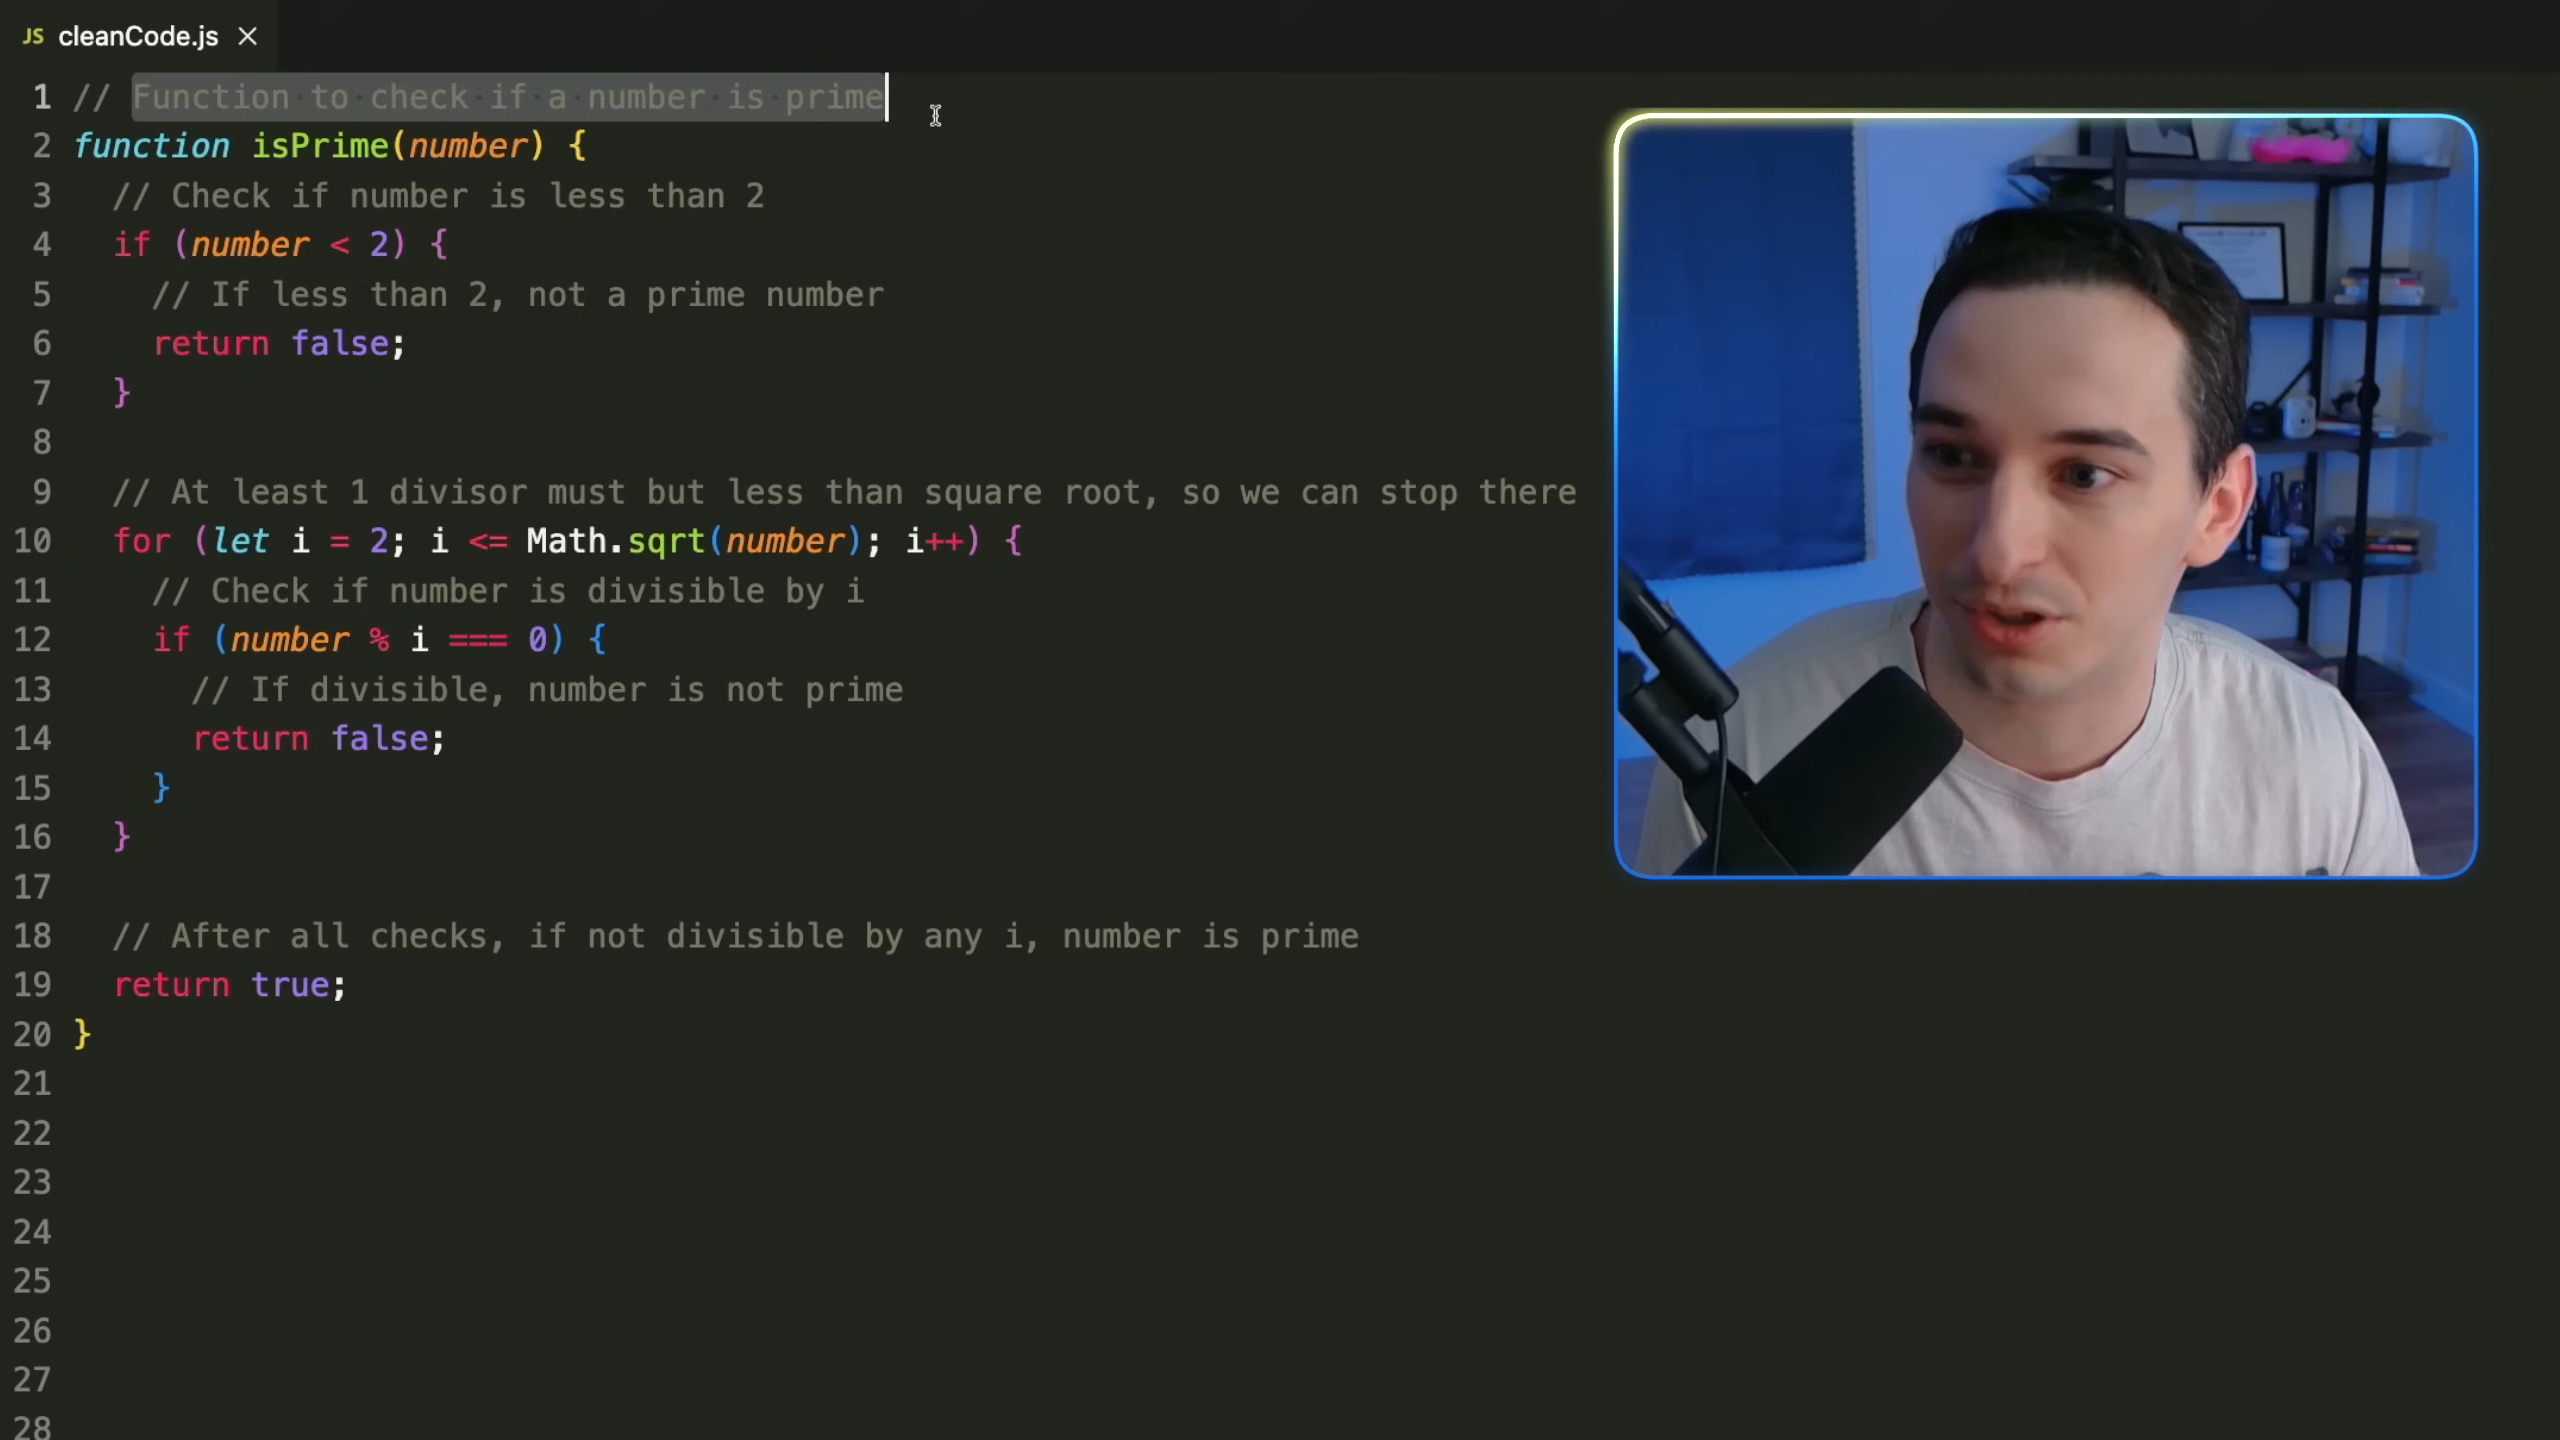 JS cleanCode.js ×
1 // Function to check if a number is prime
2 function isPrime(number) {
3 // Check if number is less than 2
4 if (number < 2) {
5 // If less than 2, not a prime number
6 return false;
7 }
8
9 // At least 1 divisor must but less than square root, so we can stop there
10 for (let i = 2; i <= Math.sqrt(number); i++) {
11 // Check if number is divisible by i
12 if (number % i === 0) {
13 // If divisible, number is not prime
14 return false;
15 }
16 }
17
18 // After all checks, if not divisible by any i, number is prime
19 return true;
20 }
21
22
23
24
25
26
27
28